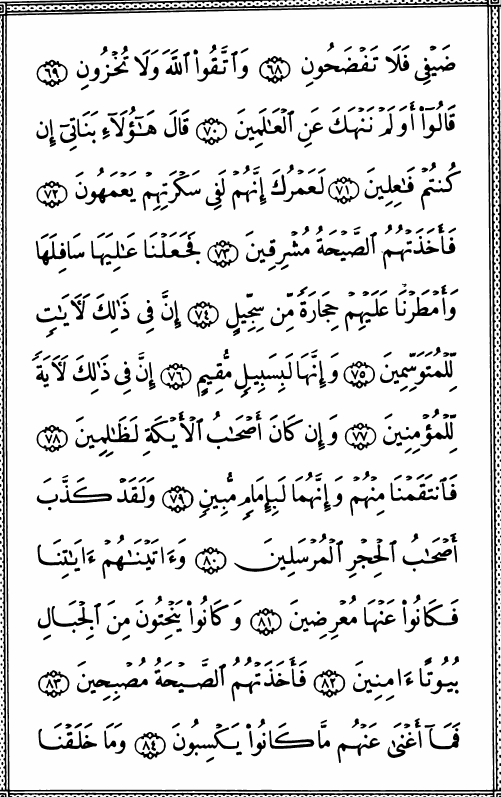 ضَيْفِي فَلَا تَفْضَحُونِ ۝٦٨ وَٱتَّقُوا۟ ٱللَّهَ وَلَا تُخْزُونِ ۝٦٩
قَالُوٓا۟ أَوَلَمْ نَنْهَكَ عَنِ ٱلْعَٰلَمِينَ ۝٧٠ قَالَ هَٰٓؤُلَآءِ بَنَاتِىٓ إِن
كُنتُمْ فَٰعِلِينَ ۝٧١ لَعَمْرُكَ إِنَّهُمْ لَفِى سَكْرَتِهِمْ يَعْمَهُونَ ۝٧٢
فَأَخَذَتْهُمُ ٱلصَّيْحَةُ مُشْرِقِينَ ۝٧٣ فَجَعَلْنَا عَٰلِيَهَا سَافِلَهَا
وَأَمْطَرْنَا عَلَيْهِمْ حِجَارَةً مِّن سِجِّيلٍ ۝٧٤ إِنَّ فِى ذَٰلِكَ لَءَايَٰتٍ
لِّلْمُتَوَسِّمِينَ ۝٧٥ وَإِنَّهَا لَبِسَبِيلٍ مُّقِيمٍ ۝٧٦ إِنَّ فِى ذَٰلِكَ لَءَايَةً
لِّلْمُؤْمِنِينَ ۝٧٧ وَإِن كَانَ أَصْحَٰبُ ٱلْأَيْكَةِ لَظَٰلِمِينَ ۝٧٨
فَٱنتَقَمْنَا مِنْهُمْ وَإِنَّهُمَا لَبِإِمَامٍ مُّبِينٍ ۝٧٩ وَلَقَدْ كَذَّبَ
أَصْحَٰبُ ٱلْحِجْرِ ٱلْمُرْسَلِينَ ۝٨٠ وَءَاتَيْنَٰهُمْ ءَايَٰتِنَا
فَكَانُوا۟ عَنْهَا مُعْرِضِينَ ۝٨١ وَكَانُوا۟ يَنْحِتُونَ مِنَ ٱلْجِبَالِ
بُيُوتًا ءَامِنِينَ ۝٨٢ فَأَخَذَتْهُمُ ٱلصَّيْحَةُ مُصْبِحِينَ ۝٨٣
فَمَآ أَغْنَىٰ عَنْهُم مَّا كَانُوا۟ يَكْسِبُونَ ۝٨٤ وَمَا خَلَقْنَا